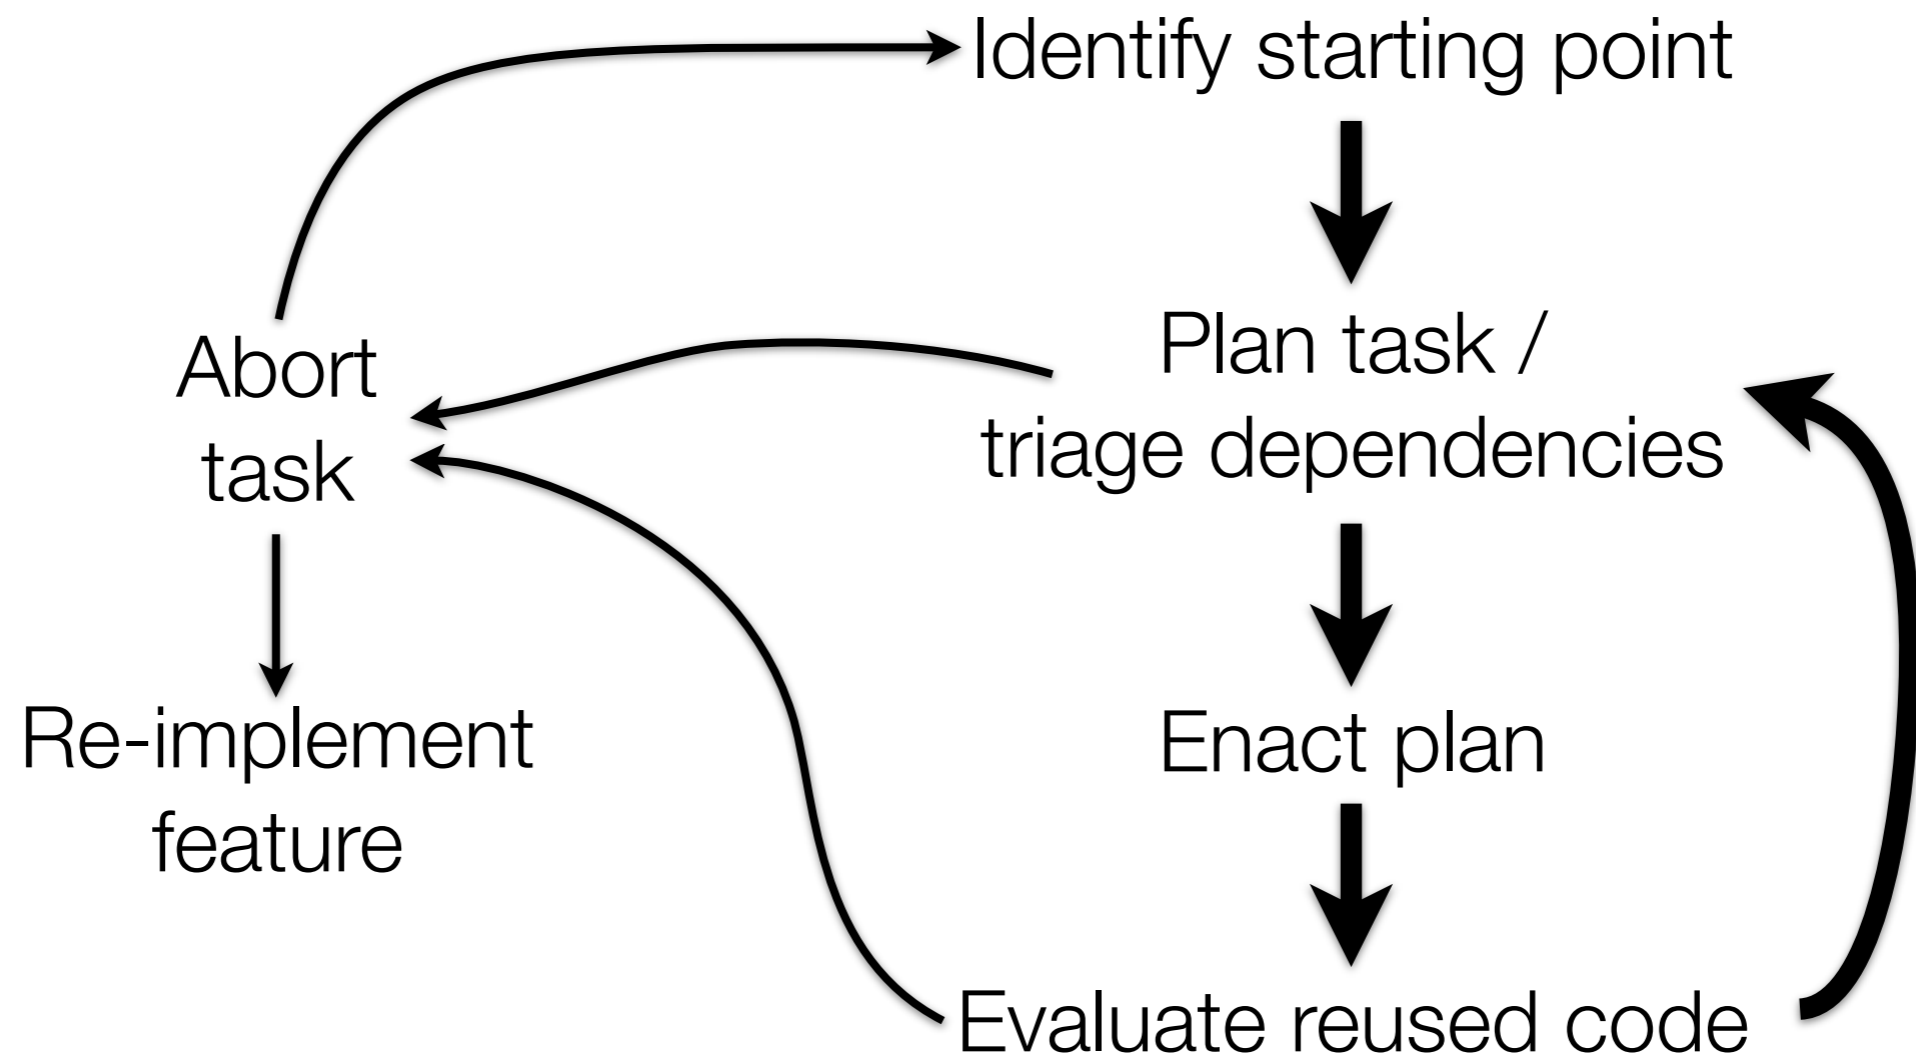 Identify starting point
Plan task /
triage dependencies
Abort
task
Enact plan
Re-implement
feature
Evaluate reused code